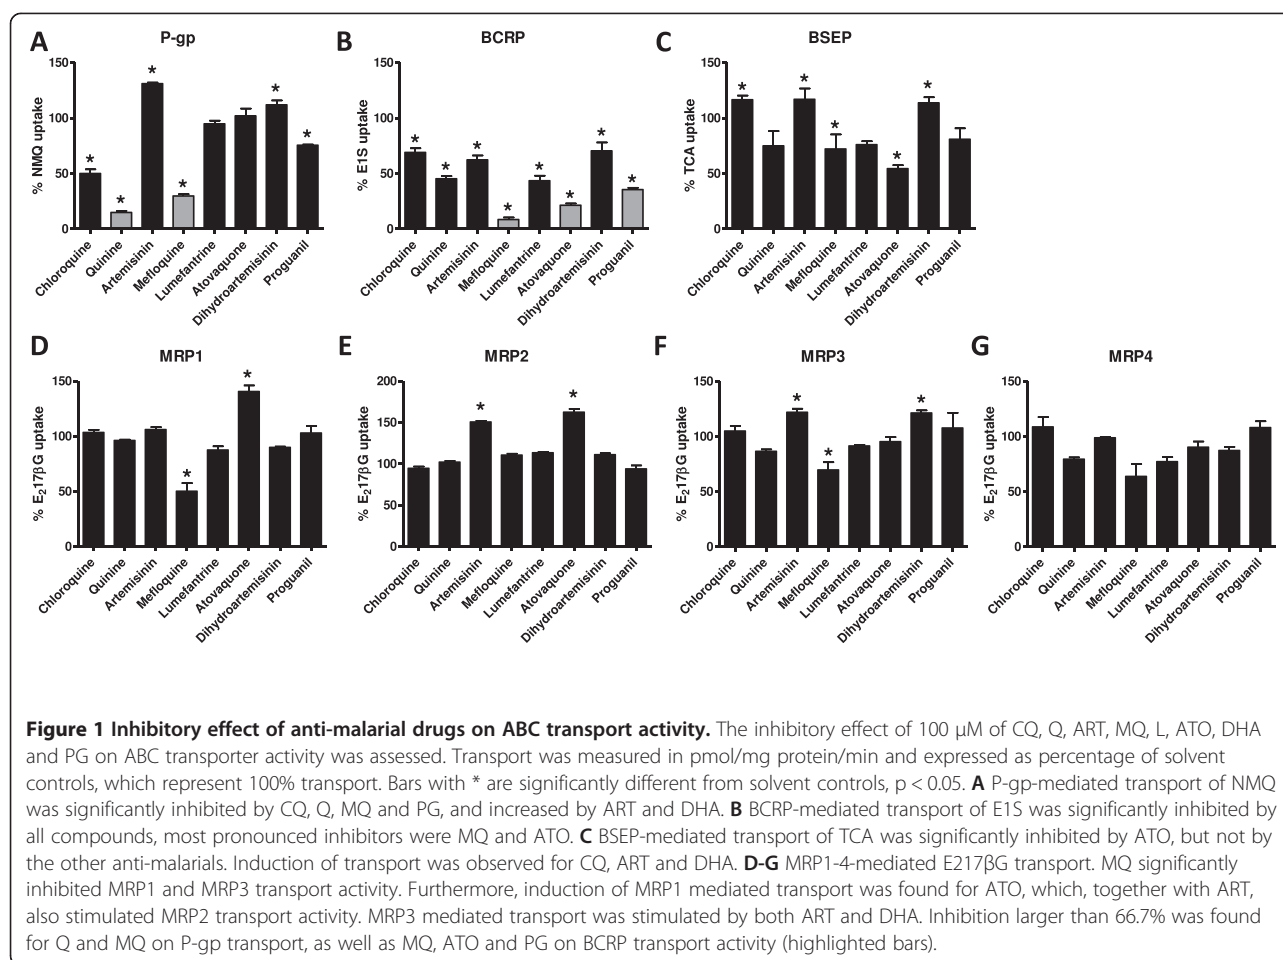 A
P-gp
% NMQ uptake
150
100
50
0
*
*
*
*
*
*
Chloroquine
Quinine
Artemisinin
Mefloquine
Lumefantrine
Atovaquone
Dihydroartemisinin
Proguanil
B
BCRP
% E1S uptake
150
100
50
0
*
*
*
*
*
*
*
*
Chloroquine
Quinine
Artemisinin
Mefloquine
Lumefantrine
Atovaquone
Dihydroartemisinin
Proguanil
C
BSEP
% TCA uptake
150
100
50
0
*
*
*
*
*
Chloroquine
Quinine
Artemisinin
Mefloquine
Lumefantrine
Atovaquone
Dihydroartemisinin
Proguanil
D
MRP1
% E₂17βG uptake
150
100
50
0
*
*
Chloroquine
Quinine
Artemisinin
Mefloquine
Lumefantrine
Atovaquone
Dihydroartemisinin
Proguanil
E
MRP2
% E₂17βG uptake
200
150
100
50
0
*
*
Chloroquine
Quinine
Artemisinin
Mefloquine
Lumefantrine
Atovaquone
Dihydroartemisinin
Proguanil
F
MRP3
% E₂17βG uptake
150
100
50
0
*
*
*
Chloroquine
Quinine
Artemisinin
Mefloquine
Lumefantrine
Atovaquone
Dihydroartemisinin
Proguanil
G
MRP4
% E₂17βG uptake
150
100
50
0
Chloroquine
Quinine
Artemisinin
Mefloquine
Lumefantrine
Atovaquone
Dihydroartemisinin
Proguanil
Figure 1 Inhibitory effect of anti-malarial drugs on ABC transport activity. The inhibitory effect of 100 μM of CQ, Q, ART, MQ, L, ATO, DHA
and PG on ABC transporter activity was assessed. Transport was measured in pmol/mg protein/min and expressed as percentage of solvent
controls, which represent 100% transport. Bars with * are significantly different from solvent controls, p < 0.05. A P-gp-mediated transport of NMQ
was significantly inhibited by CQ, Q, MQ and PG, and increased by ART and DHA. B BCRP-mediated transport of E1S was significantly inhibited by
all compounds, most pronounced inhibitors were MQ and ATO. C BSEP-mediated transport of TCA was significantly inhibited by ATO, but not by
the other anti-malarials. Induction of transport was observed for CQ, ART and DHA. D-G MRP1-4-mediated E217βG transport. MQ significantly
inhibited MRP1 and MRP3 transport activity. Furthermore, induction of MRP1 mediated transport was found for ATO, which, together with ART,
also stimulated MRP2 transport activity. MRP3 mediated transport was stimulated by both ART and DHA. Inhibition larger than 66.7% was found
for Q and MQ on P-gp transport, as well as MQ, ATO and PG on BCRP transport activity (highlighted bars).